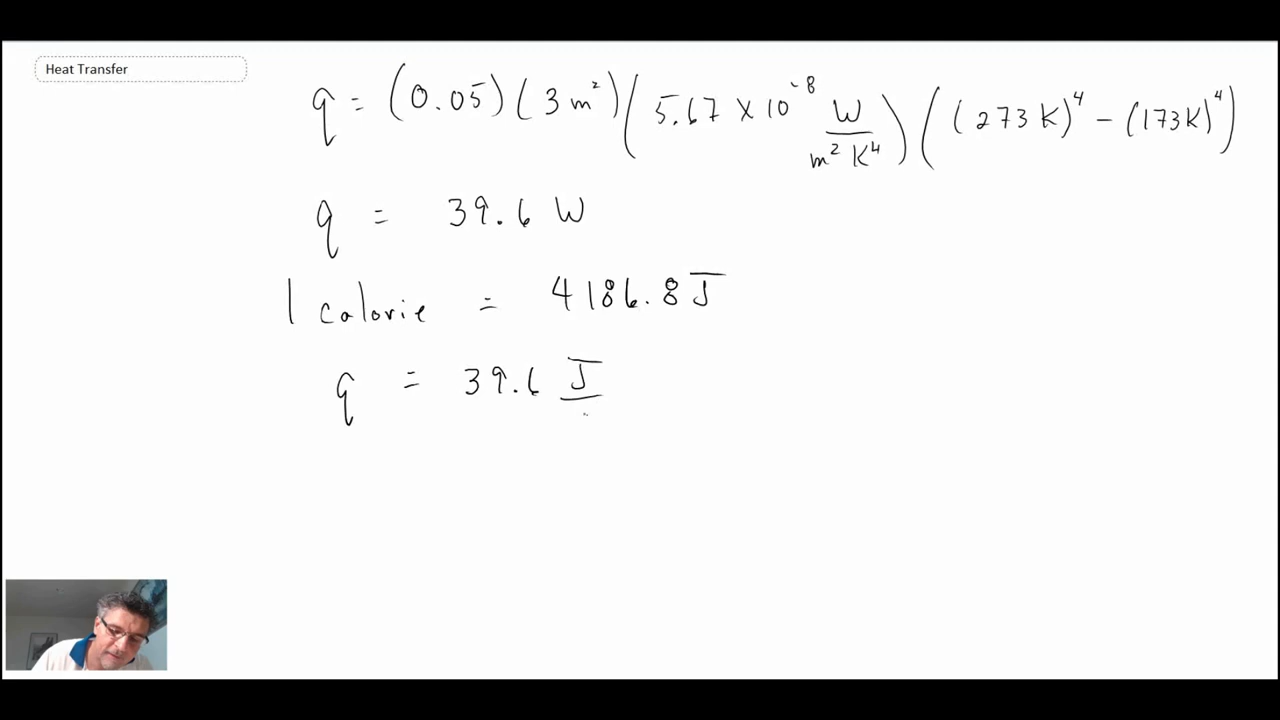 Heat Transfer
q = (0.05)(3 m²)(5.67 X 10⁻⁸ W / m² K⁴)((273 K)⁴ - (173 K)⁴)
q = 39.6 W
1 calorie = 4186.8 J
q = 39.6 J